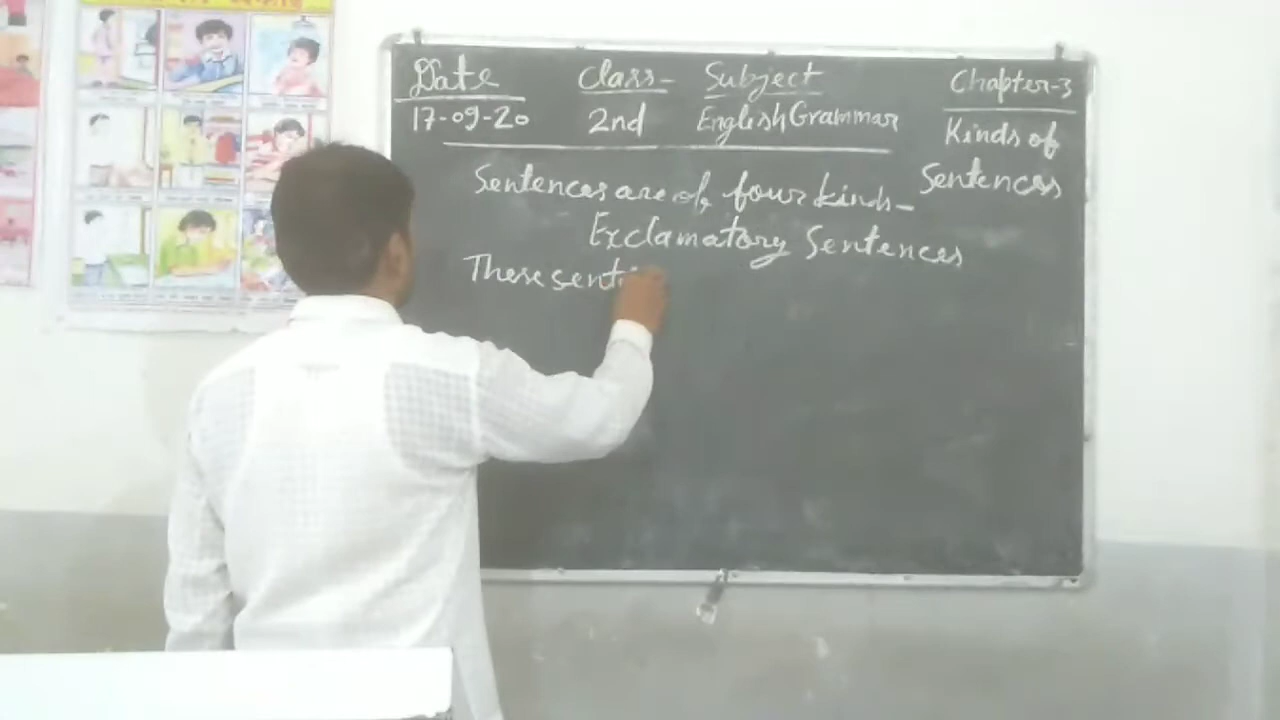 Date Class- Subject Chapter-3
17-09-20 2nd English Grammar Kinds of
Sentences
Sentences are of four kinds-
Exclamatory Sentences
These sent